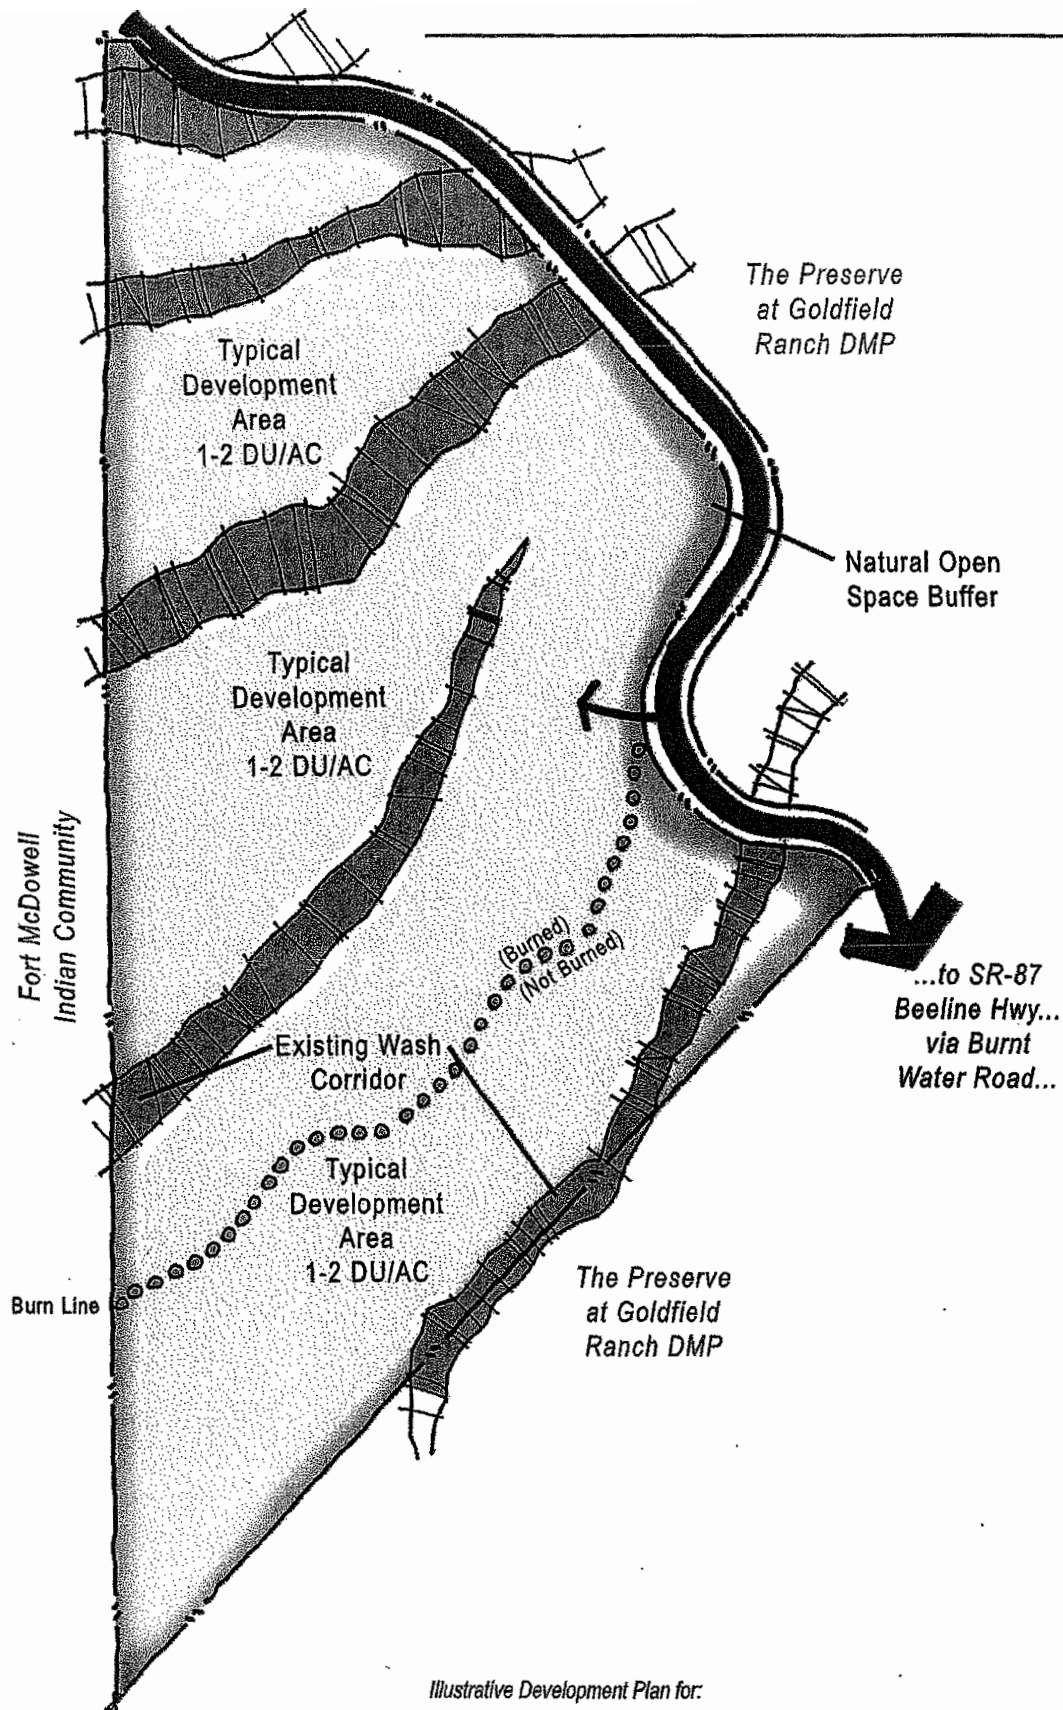 The Preserve
at Goldfield
Ranch DMP
Typical
Development
Area
1-2 DU/AC
Natural Open
Space Buffer
Typical
Development
Area
1-2 DU/AC
Fort McDowell
Indian Community
(Burned)
(Not Burned)
...to SR-87
Beeline Hwy...
via Burnt
Water Road...
Existing Wash
Corridor
Typical
Development
Area
1-2 DU/AC
Burn Line
The Preserve
at Goldfield
Ranch DMP
Illustrative Development Plan for: